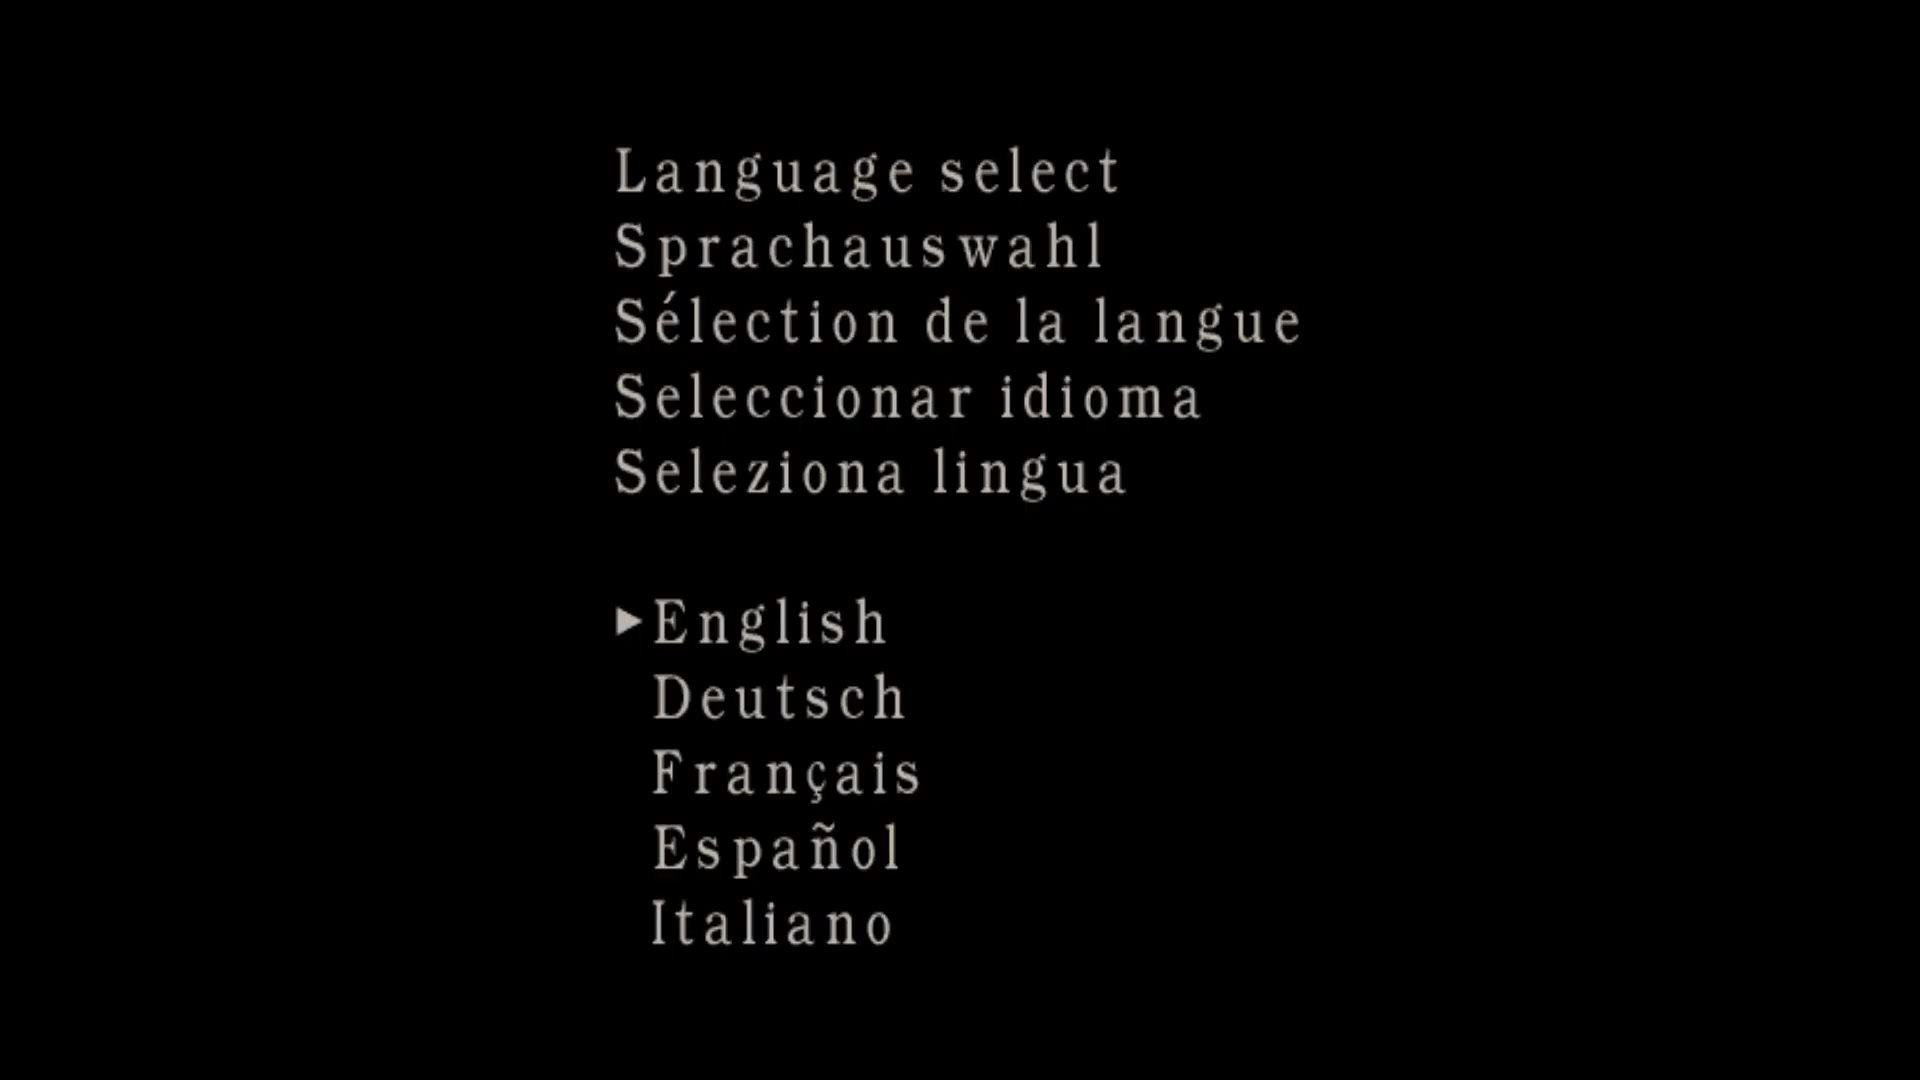 Language select
Sprachauswahl
Sélection de la langue
Seleccionar idioma
Seleziona lingua
►English
Deutsch
Français
Español
Italiano